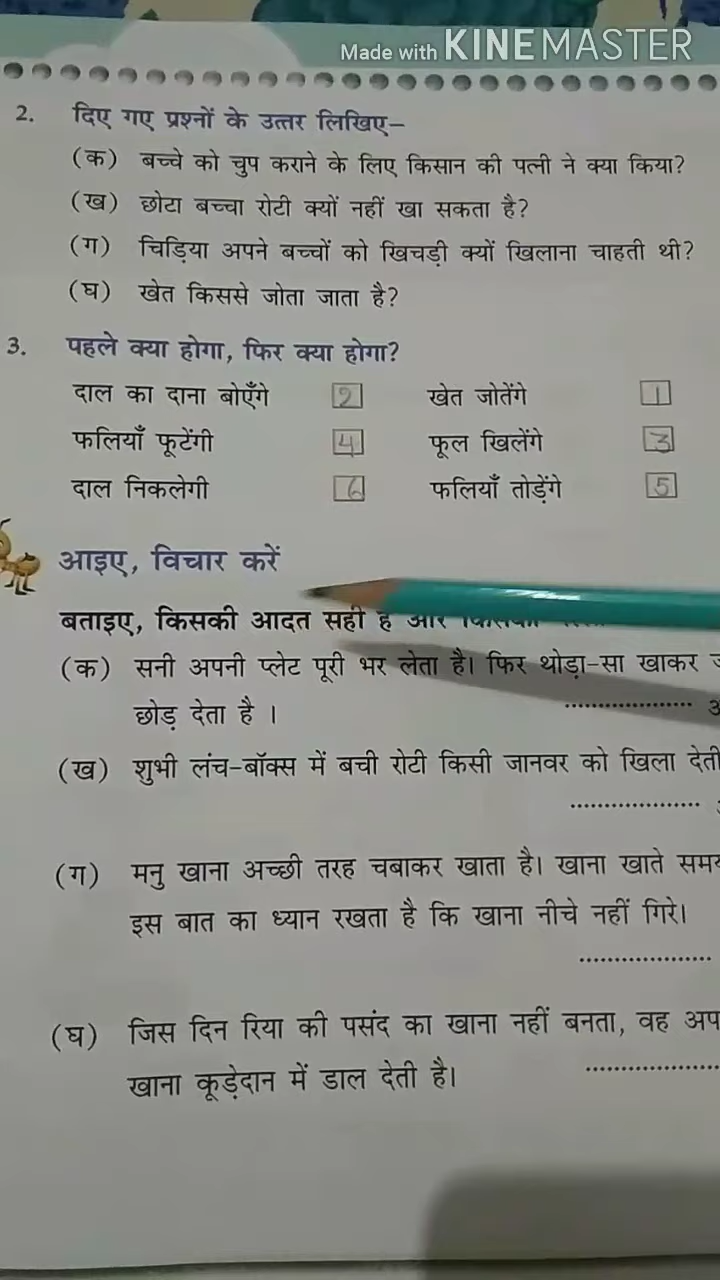 Made with KINEMASTER
2. दिए गए प्रश्नों के उत्तर लिखिए–
(क) बच्चे को चुप कराने के लिए किसान की पत्नी ने क्या किया?
(ख) छोटा बच्चा रोटी क्यों नहीं खा सकता है?
(ग) चिड़िया अपने बच्चों को खिचड़ी क्यों खिलाना चाहती थी?
(घ) खेत किससे जोता जाता है?
3. पहले क्या होगा, फिर क्या होगा?
दाल का दाना बोएँगे 2 खेत जोतेंगे 1
फलियाँ फूटेंगी 4 फूल खिलेंगे 3
दाल निकलेगी 6 फलियाँ तोड़ेंगे 5
आइए, विचार करें
बताइए, किसकी आदत सही है और
(क) सनी अपनी प्लेट पूरी भर लेता है। फिर थोड़ा-सा खाकर
छोड़ देता है ।
(ख) शुभी लंच-बॉक्स में बची रोटी किसी जानवर को खिला देती
(ग) मनु खाना अच्छी तरह चबाकर खाता है। खाना खाते
इस बात का ध्यान रखता है कि खाना नीचे नहीं गिरे।
(घ) जिस दिन रिया की पसंद का खाना नहीं बनता, वह
खाना कूड़ेदान में डाल देती है।